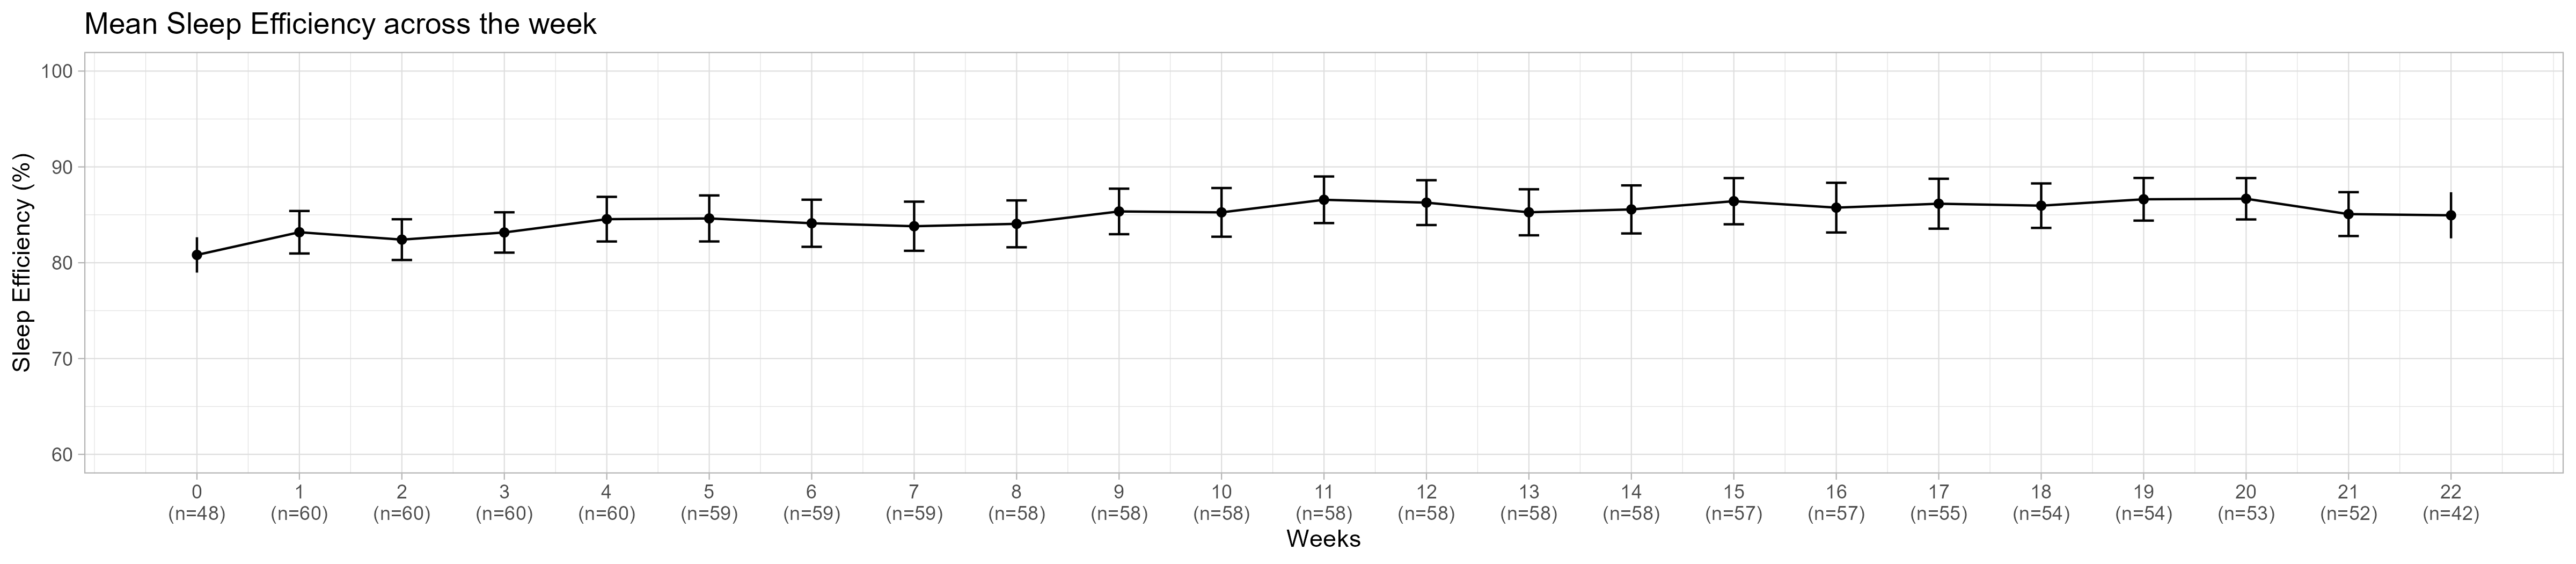 Mean Sleep Efficiency across the week
Sleep Efficiency (%)
100
90
80
70
60
0 1 2 3 4 5 6 7 8 9 10 11 12 13 14 15 16 17 18 19 20 21 22
(n=48) (n=60) (n=60) (n=60) (n=60) (n=59) (n=59) (n=59) (n=58) (n=58) (n=58) (n=58) (n=58) (n=58) (n=58) (n=57) (n=57) (n=55) (n=54) (n=54) (n=53) (n=52) (n=42)
Weeks